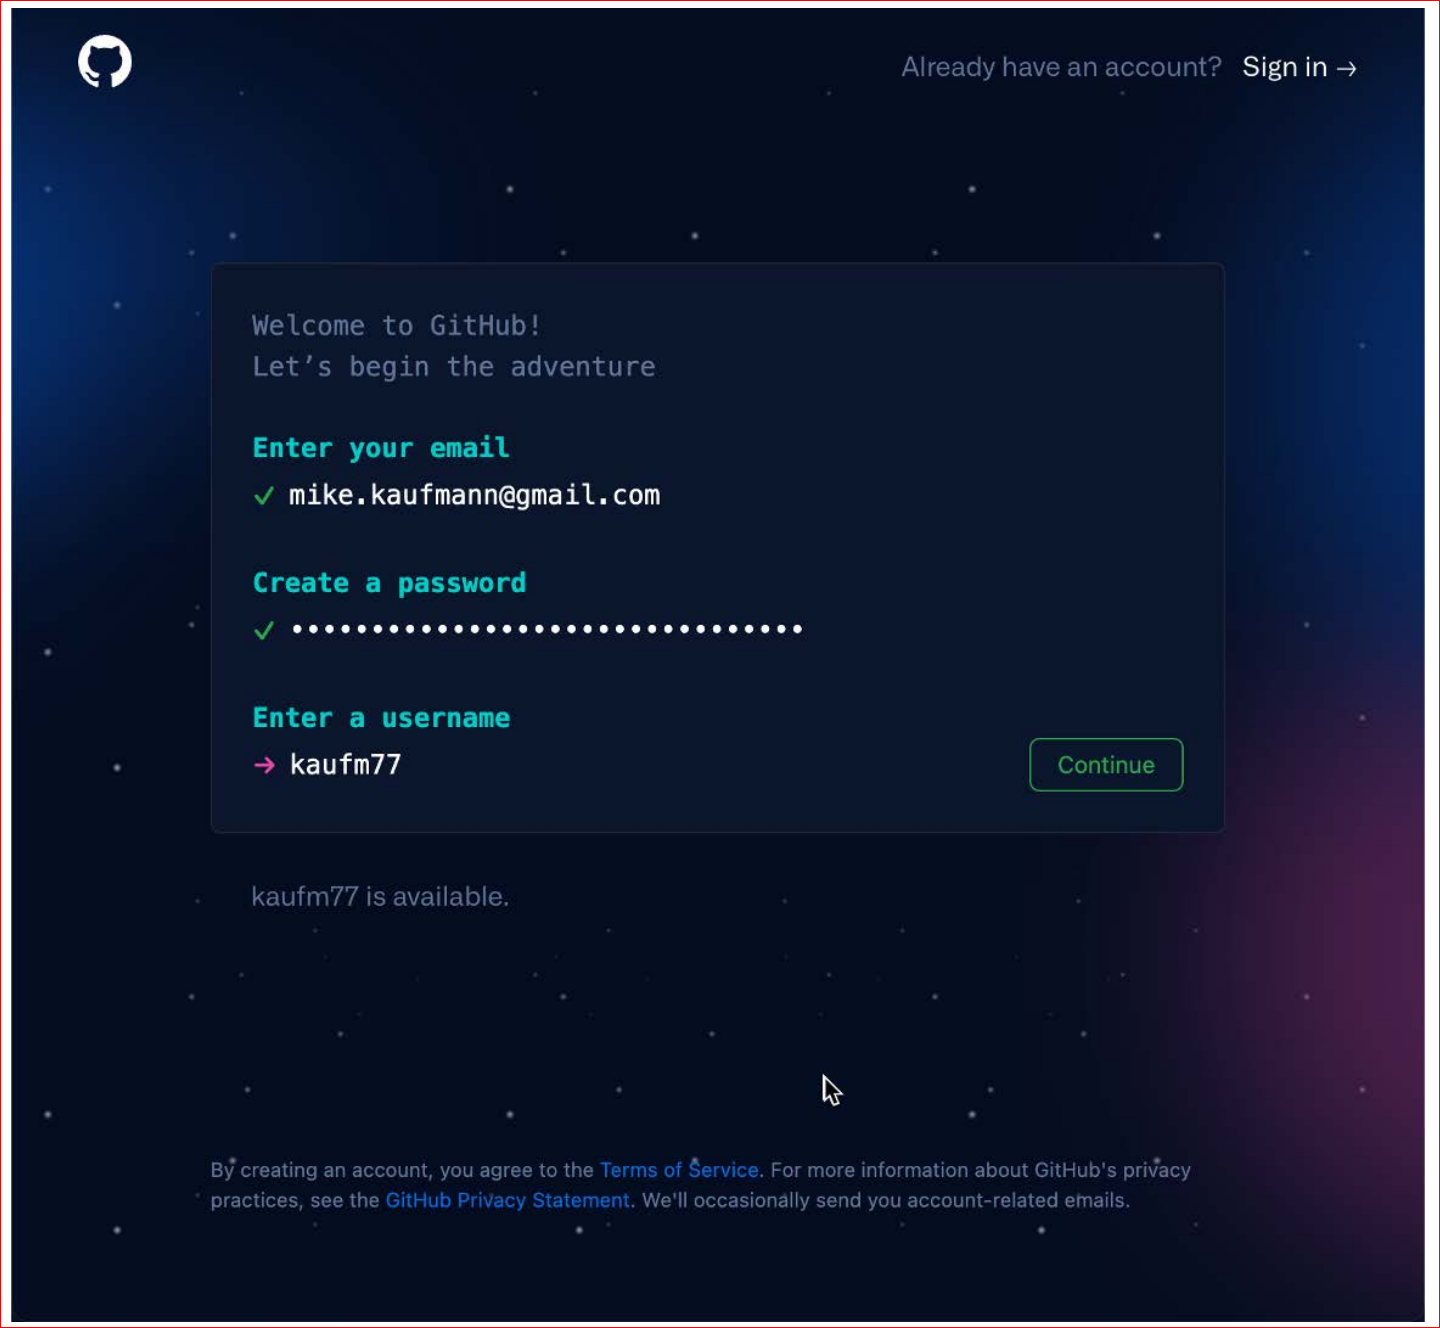 Already have an account? Sign in →
Welcome to GitHub!
Let’s begin the adventure
Enter your email
✓ mike.kaufmann@gmail.com
Create a password
✓ ••••••••••••••••••••••••••••••••
Enter a username
→ kaufm77
Continue
kaufm77 is available.
By creating an account, you agree to the Terms of Service. For more information about GitHub's privacy
practices, see the GitHub Privacy Statement. We'll occasionally send you account-related emails.